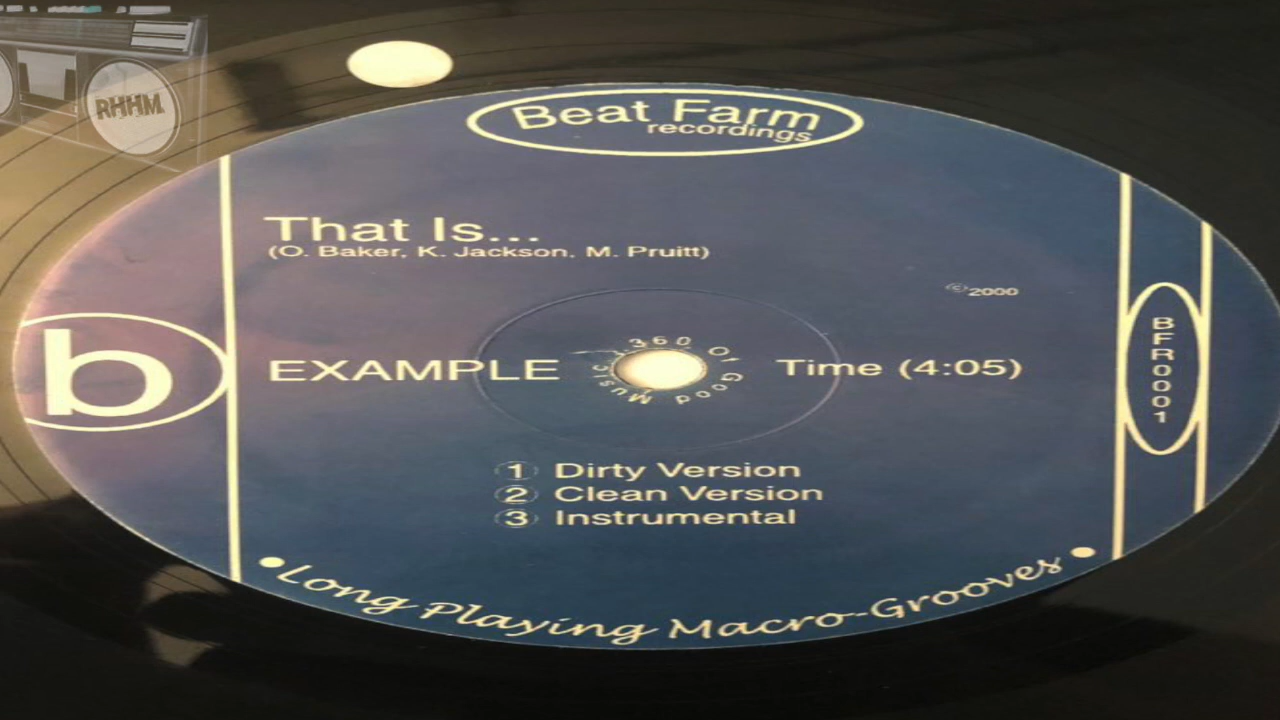 RHHM
Beat Farm
recordings
That Is...
(O. Baker, K. Jackson, M. Pruitt)
©2000
b
EXAMPLE
360 Of Good Music
Time (4:05)
BFR0001
1 Dirty Version
2 Clean Version
3 Instrumental
•Long Playing Macro-Grooves•